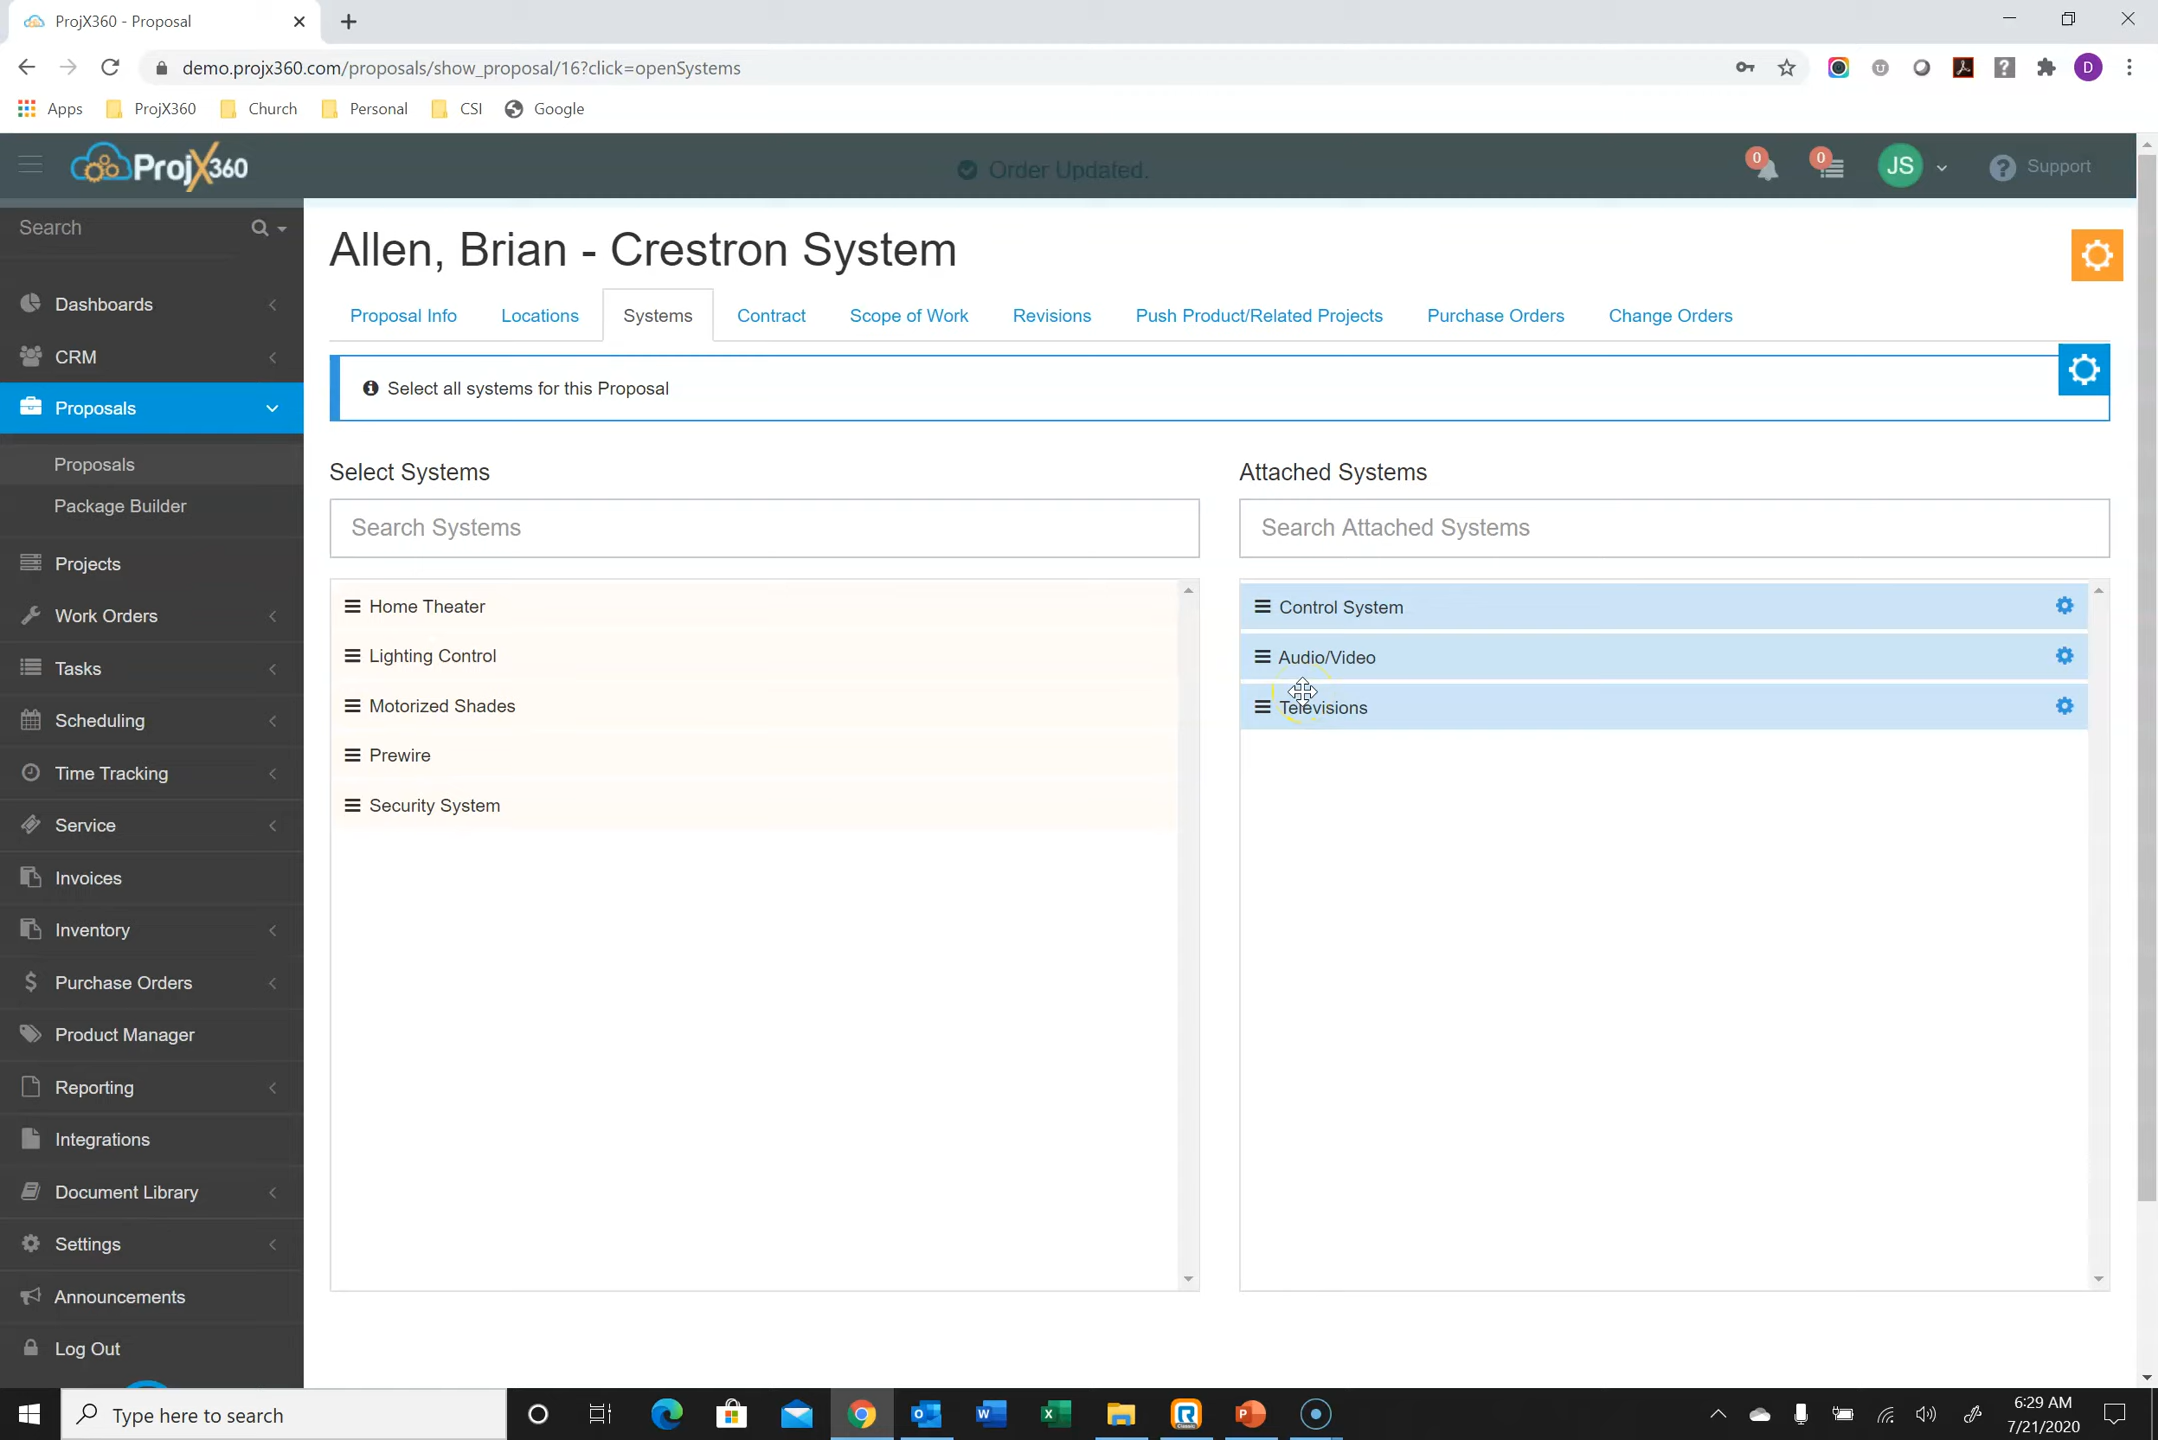 ProjX360 - Proposal
demo.projx360.com/proposals/show_proposal/16?click=openSystems
D
Apps
ProjX360
Church
Personal
CSI
Google
ProjX360
Order Updated.
0
0
JS
Support
Search
Allen, Brian - Crestron System
Proposal Info
Locations
Systems
Contract
Scope of Work
Revisions
Push Product/Related Projects
Purchase Orders
Change Orders
Dashboards
CRM
Proposals
Proposals
Package Builder
Projects
Work Orders
Tasks
Scheduling
Time Tracking
Service
Invoices
Inventory
Purchase Orders
Product Manager
Reporting
Integrations
Document Library
Settings
Announcements
Log Out
Select all systems for this Proposal
Select Systems
Search Systems
Home Theater
Lighting Control
Motorized Shades
Prewire
Security System
Attached Systems
Search Attached Systems
Control System
Audio/Video
Televisions
Type here to search
6:29 AM
7/21/2020